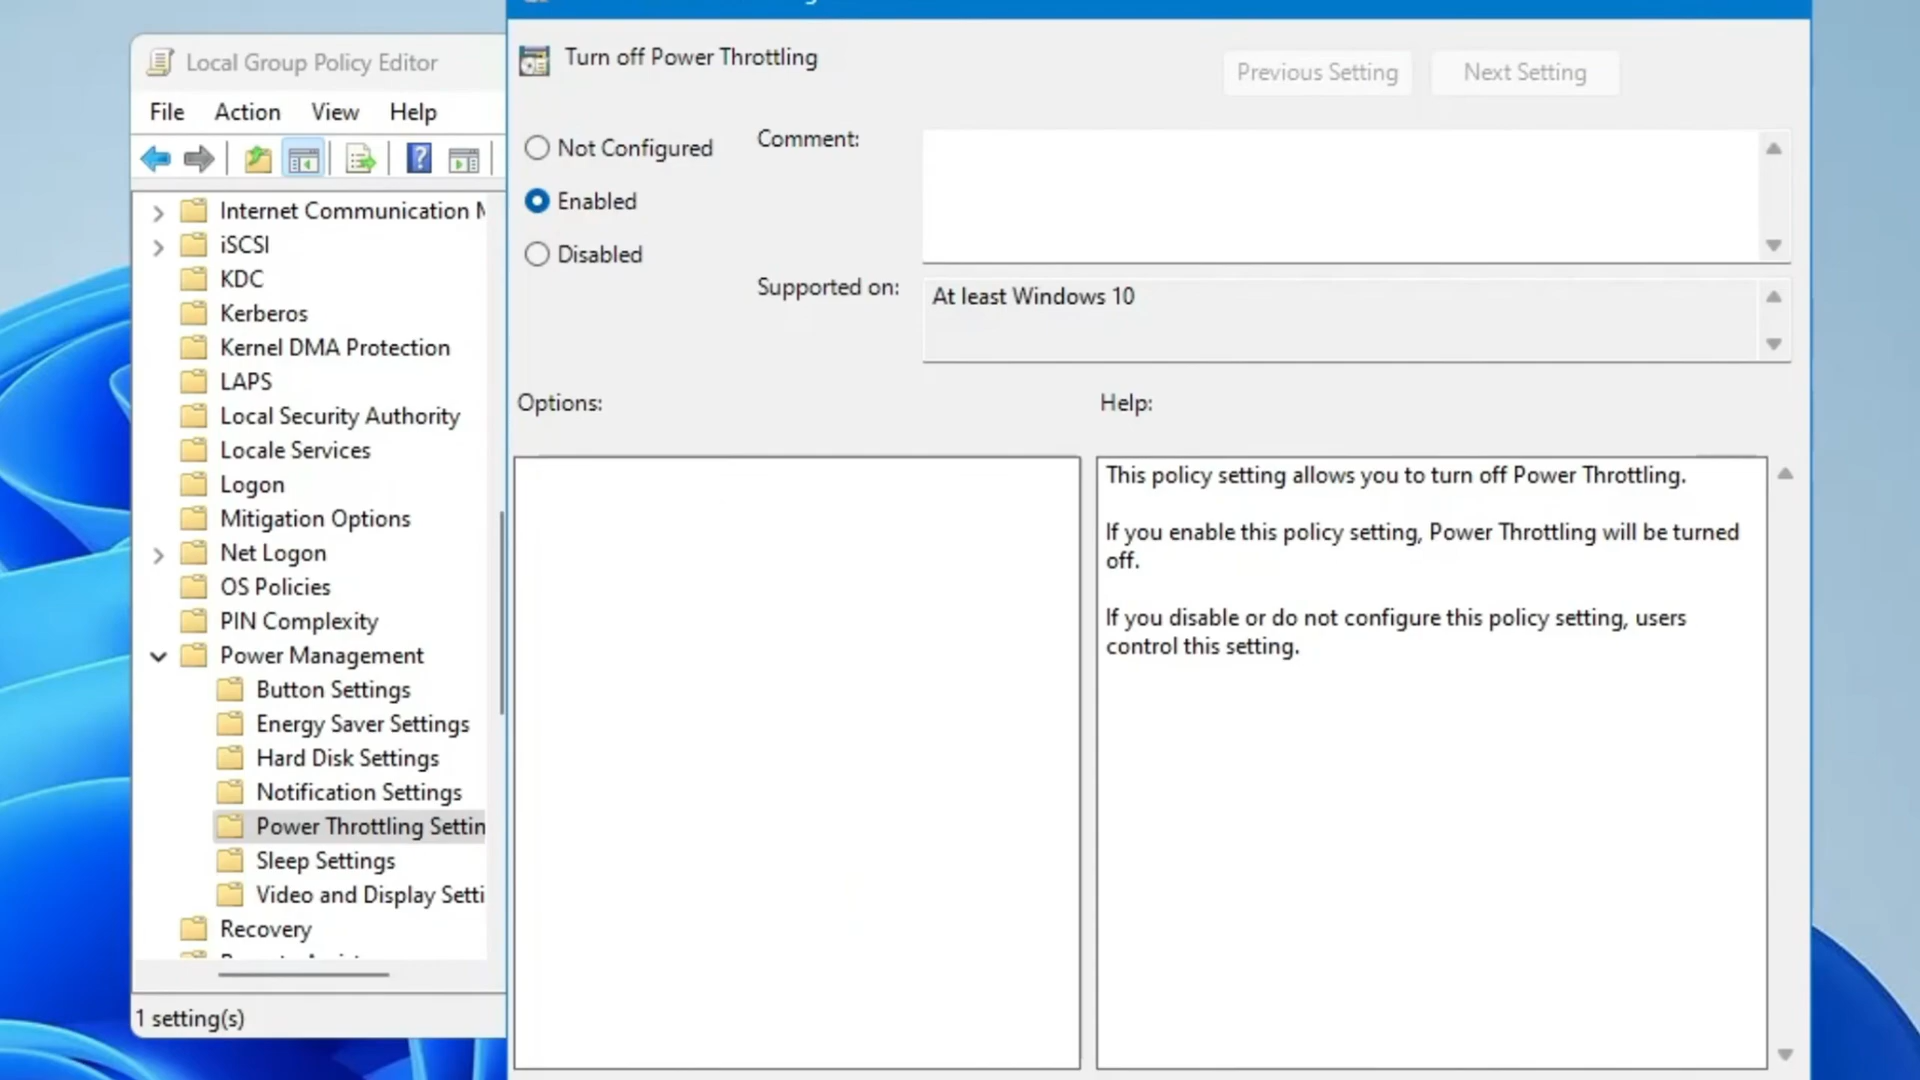 Local Group Policy Editor
File Action View Help
Internet Communication M
iSCSI
KDC
Kerberos
Kernel DMA Protection
LAPS
Local Security Authority
Locale Services
Logon
Mitigation Options
Net Logon
OS Policies
PIN Complexity
Power Management
Button Settings
Energy Saver Settings
Hard Disk Settings
Notification Settings
Power Throttling Settin
Sleep Settings
Video and Display Setti
Recovery
1 setting(s)
Turn off Power Throttling
Previous Setting
Next Setting
Not Configured
Enabled
Disabled
Comment:
Supported on:
At least Windows 10
Options:
Help:
This policy setting allows you to turn off Power Throttling.
If you enable this policy setting, Power Throttling will be turned
off.
If you disable or do not configure this policy setting, users
control this setting.